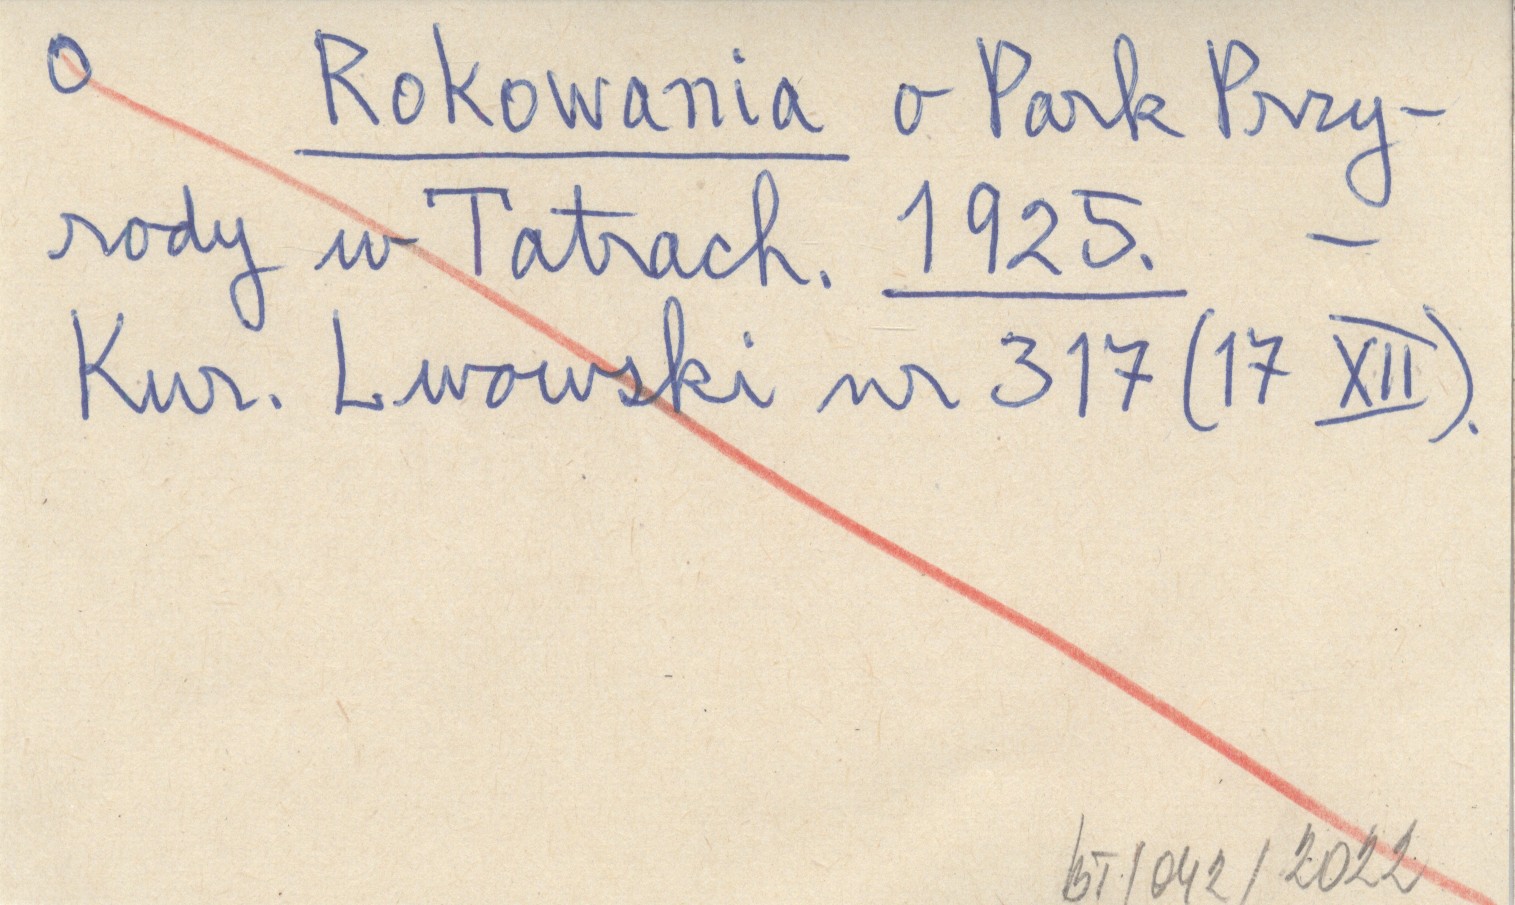 O Rokowania o Park Przy-
rody w Tatrach. 1925. –
Kur. Lwowski nr 317 (17 XII).
BT/042/2022